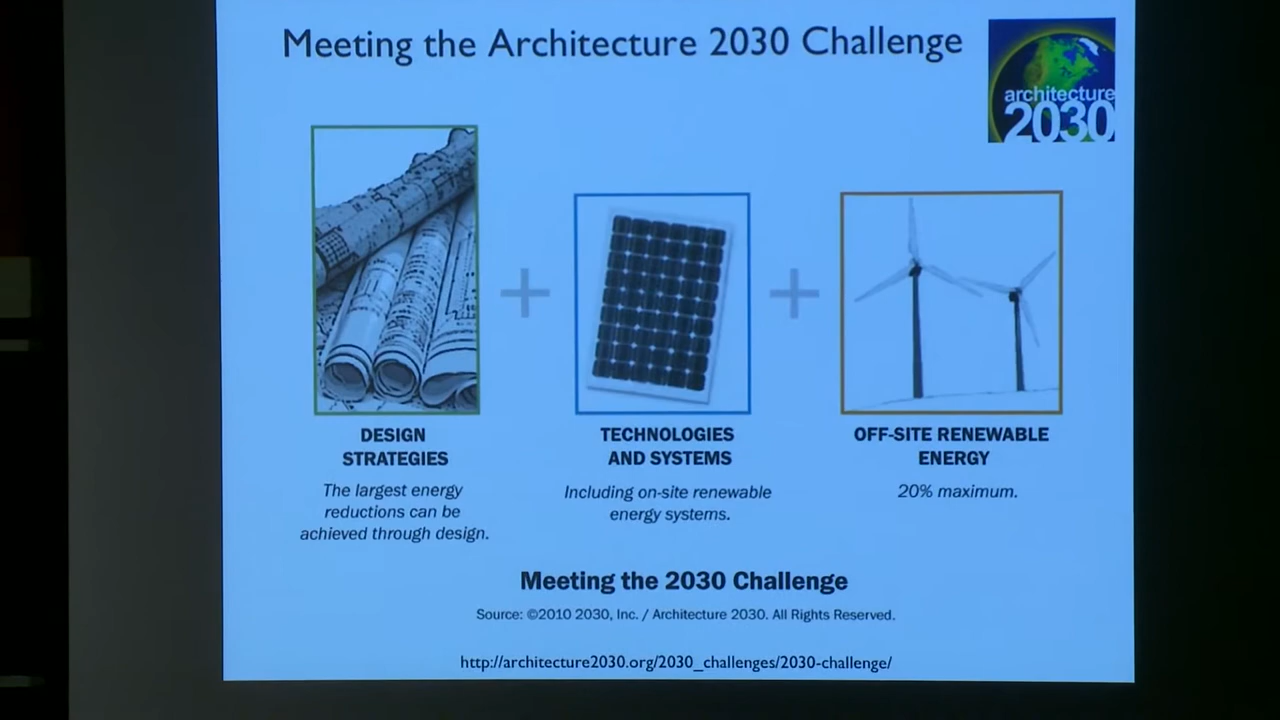 Meeting the Architecture 2030 Challenge
architecture
2030
DESIGN
STRATEGIES
The largest energy
reductions can be
achieved through design.
TECHNOLOGIES
AND SYSTEMS
Including on-site renewable
energy systems.
OFF-SITE RENEWABLE
ENERGY
20% maximum.
Meeting the 2030 Challenge
Source: ©2010 2030, Inc. / Architecture 2030. All Rights Reserved.
http://architecture2030.org/2030_challenges/2030-challenge/